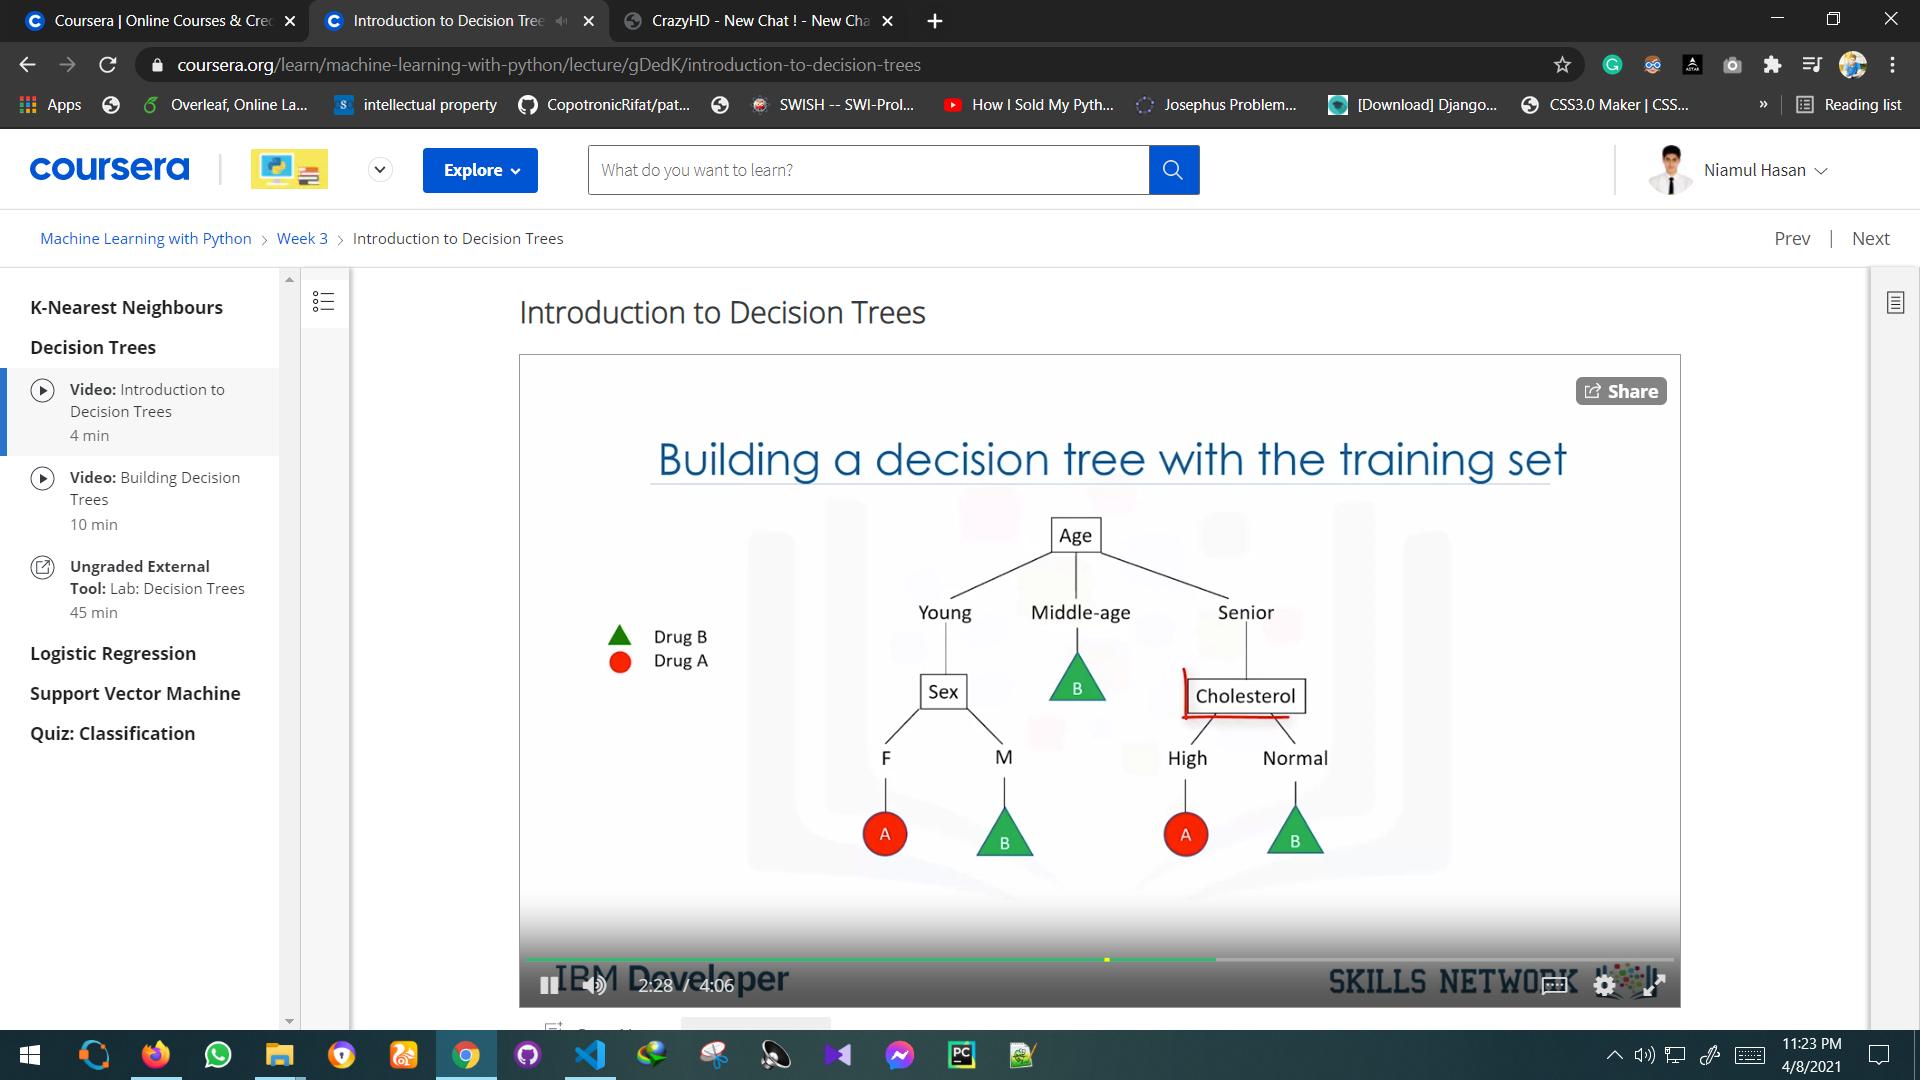 Coursera | Online Courses & Cre
Introduction to Decision Tree
CrazyHD - New Chat ! - New Cha
coursera.org/learn/machine-learning-with-python/lecture/gDedK/introduction-to-decision-trees
Apps
Overleaf, Online La...
intellectual property
CopotronicRifat/pat...
SWISH -- SWI-Prol...
How I Sold My Pyth...
Josephus Problem...
[Download] Django...
CSS3.0 Maker | CSS...
»
Reading list
coursera
Explore
What do you want to learn?
Niamul Hasan
Machine Learning with Python > Week 3 > Introduction to Decision Trees
Prev | Next
K-Nearest Neighbours
Decision Trees
Video: Introduction to
Decision Trees
4 min
Video: Building Decision
Trees
10 min
Ungraded External
Tool: Lab: Decision Trees
45 min
Logistic Regression
Support Vector Machine
Quiz: Classification
Introduction to Decision Trees
Share
Building a decision tree with the training set
Age
Young
Middle-age
Senior
Drug B
Drug A
Sex
B
Cholesterol
F
M
High
Normal
A
B
A
B
IBM Developer
SKILLS NETWORK
2:28 / 4:06
11:23 PM
4/8/2021